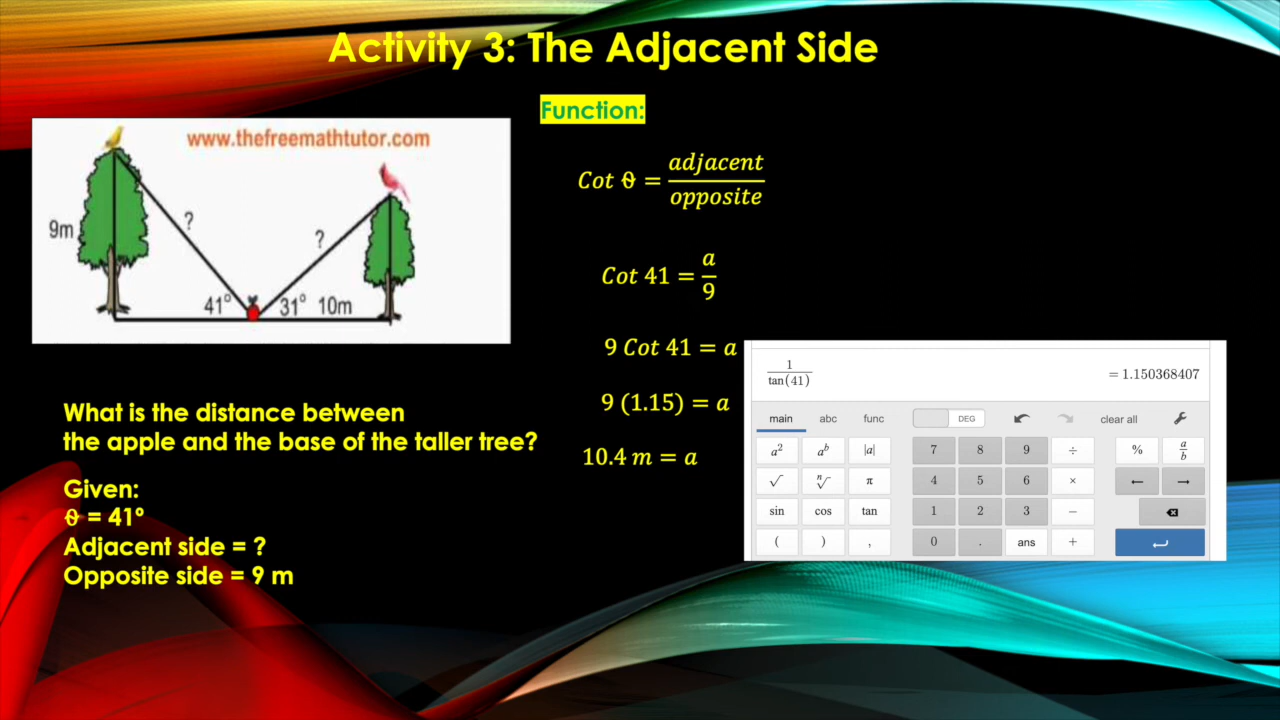 Activity 3: The Adjacent Side
www.thefreemathtutor.com
9m
?
?
41° 31° 10m
What is the distance between
the apple and the base of the taller tree?
Given:
ϑ = 41°
Adjacent side = ?
Opposite side = 9 m
Function:
Cot ϑ = adjacent/opposite
Cot 41 = a/9
9 Cot 41 = a
9 (1.15) = a
10.4 m = a
1/tan(41) = 1.150368407
main abc func DEG clear all
a² aᵇ |a| 7 8 9 ÷ % a/b
√ ⁿ√ π 4 5 6 × ← →
sin cos tan 1 2 3 −
( ) , 0 . ans +